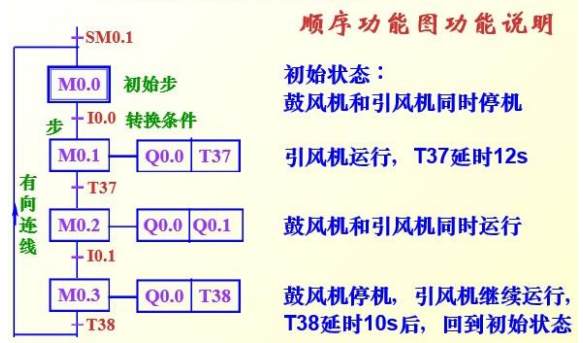 顺序功能图功能说明
SM0.1
M0.0 初始步
初始状态：
鼓风机和引风机同时停机
I0.0 转换条件
步
M0.1 Q0.0 T37
引风机运行，T37延时12s
T37
有向连线
M0.2 Q0.0 Q0.1
鼓风机和引风机同时运行
I0.1
M0.3 Q0.0 T38
鼓风机停机，引风机继续运行，
T38延时10s后，回到初始状态
T38